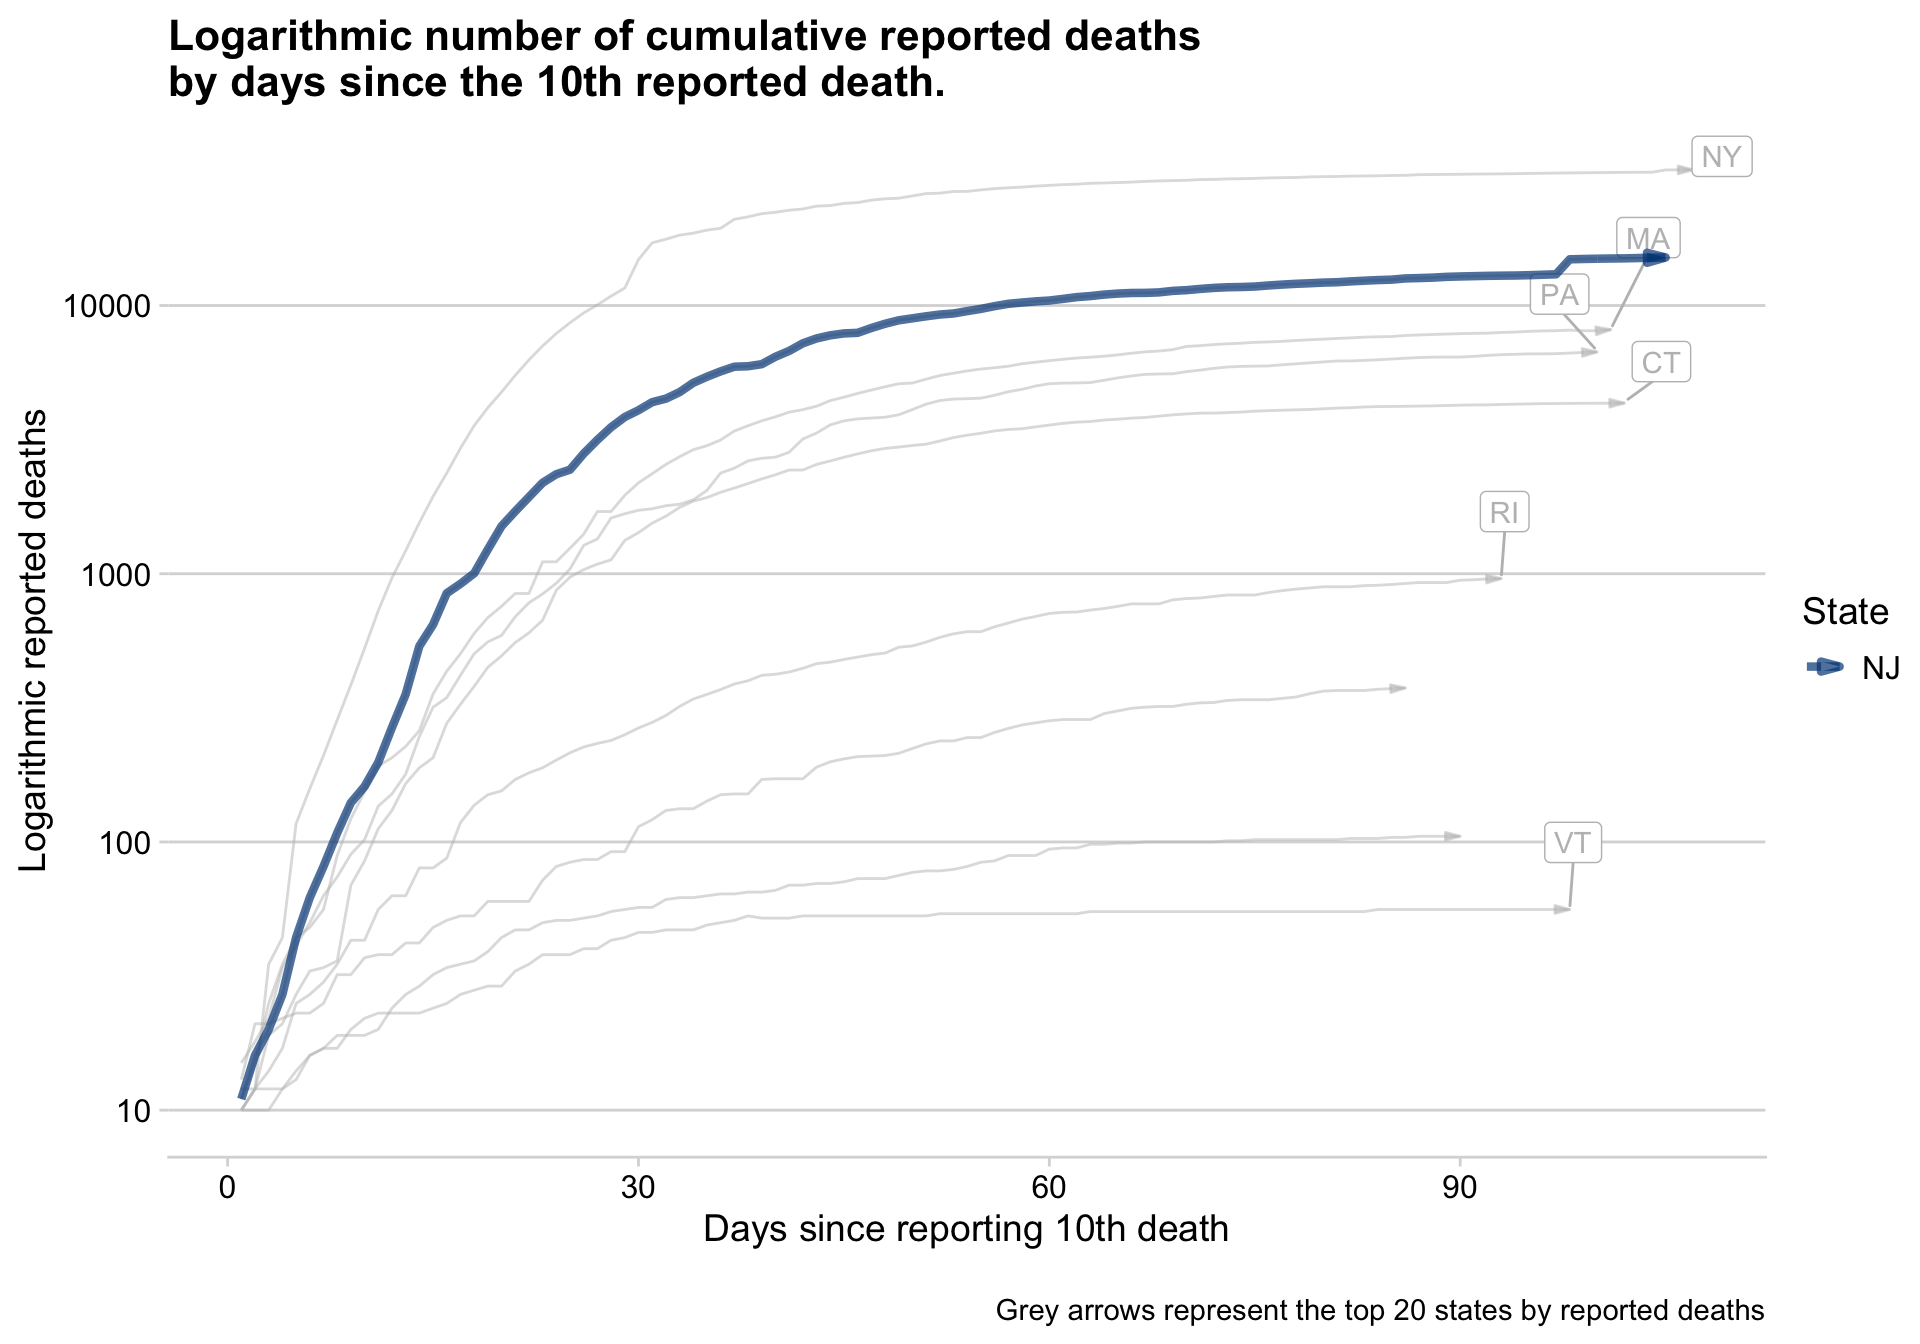 Logarithmic number of cumulative reported deaths
by days since the 10th reported death.
NY
MA
PA
CT
RI
VT
10000
1000
100
10
Logarithmic reported deaths
0 30 60 90
Days since reporting 10th death
State
NJ
Grey arrows represent the top 20 states by reported deaths